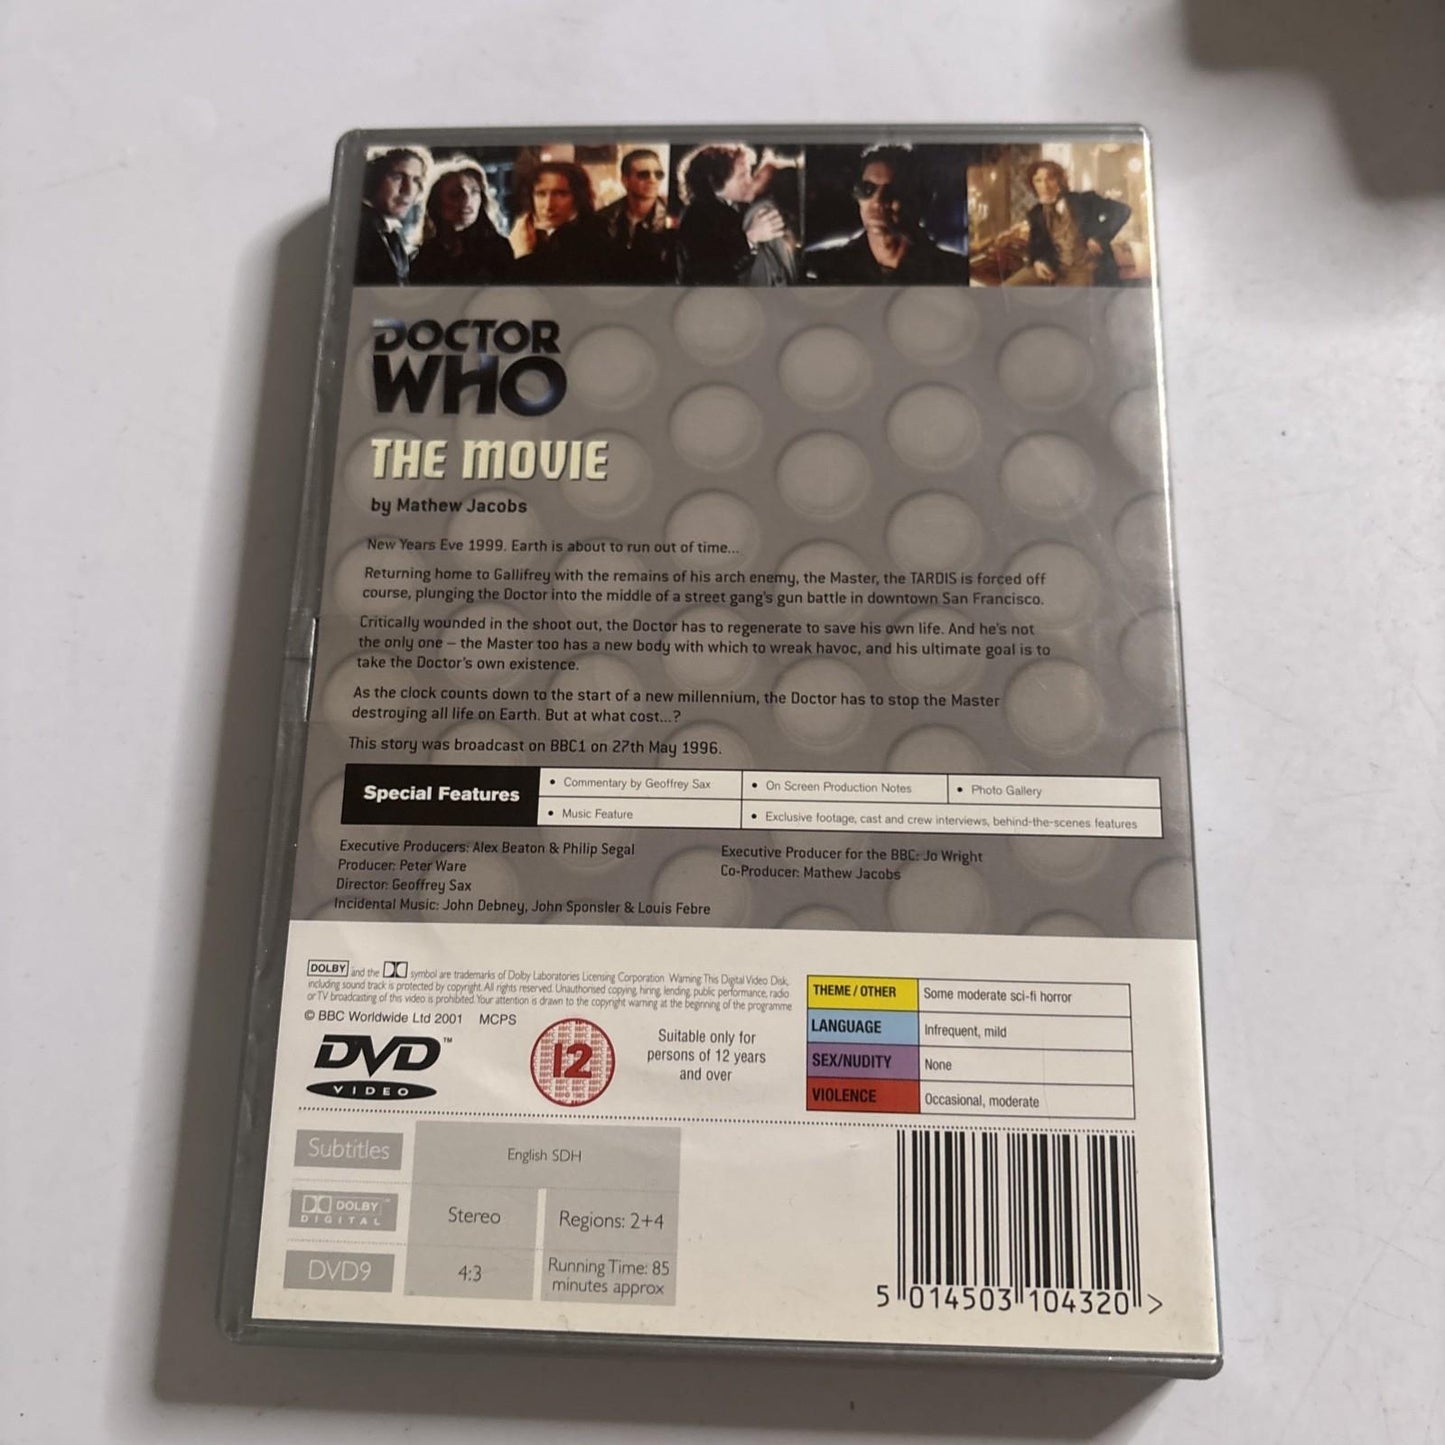 DOCTOR
WHO
THE MOVIE
by Mathew Jacobs
New Years Eve 1999. Earth is about to run out of time...
Returning home to Gallifrey with the remains of his arch enemy, the Master, the TARDIS is forced off
course, plunging the Doctor into the middle of a street gang's gun battle in downtown San Francisco.
Critically wounded in the shoot out, the Doctor has to regenerate to save his own life. And he's not
the only one – the Master too has a new body with which to wreak havoc, and his ultimate goal is to
take the Doctor's own existence.
As the clock counts down to the start of a new millennium, the Doctor has to stop the Master
destroying all life on Earth. But at what cost...?
This story was broadcast on BBC1 on 27th May 1996.
Special Features
• Commentary by Geoffrey Sax
• On Screen Production Notes
• Photo Gallery
• Music Feature
• Exclusive footage, cast and crew interviews, behind-the-scenes features
Executive Producers: Alex Beaton & Philip Segal
Producer: Peter Ware
Director: Geoffrey Sax
Incidental Music: John Debney, John Sponsler & Louis Febre
Executive Producer for the BBC: Jo Wright
Co-Producer: Mathew Jacobs
DOLBY and the symbol are trademarks of Dolby Laboratories Licensing Corporation. Warning: This Digital Video Disk,
including sound track is protected by copyright. All rights reserved. Unauthorised copying, hiring, lending, public performance, radio
or TV broadcasting of this video is prohibited. Your attention is drawn to the copyright warning at the beginning of the programme
© BBC Worldwide Ltd 2001 MCPS
DVD™
VIDEO
12
Suitable only for
persons of 12 years
and over
THEME / OTHER Some moderate sci-fi horror
LANGUAGE Infrequent, mild
SEX/NUDITY None
VIOLENCE Occasional, moderate
Subtitles English SDH
DOLBY
DIGITAL
Stereo
Regions: 2+4
DVD9
4:3
Running Time: 85
minutes approx
5 014503 104320 >